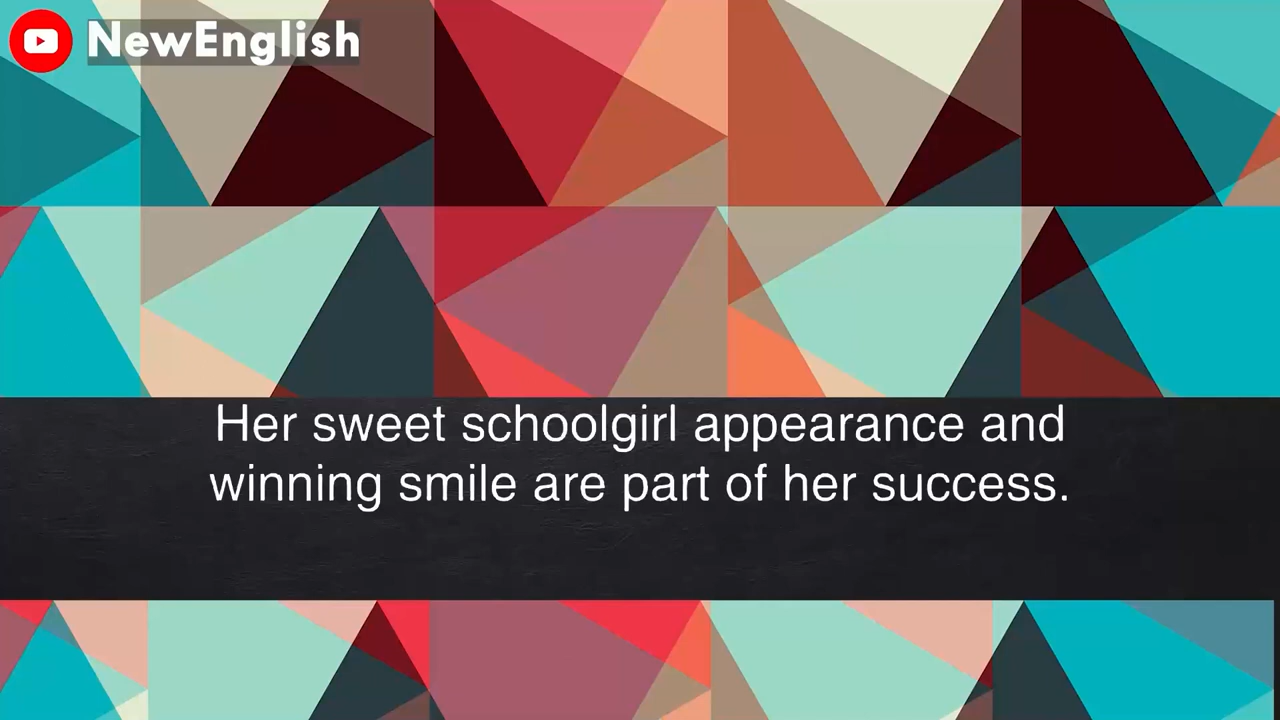 NewEnglish
Her sweet schoolgirl appearance and
winning smile are part of her success.